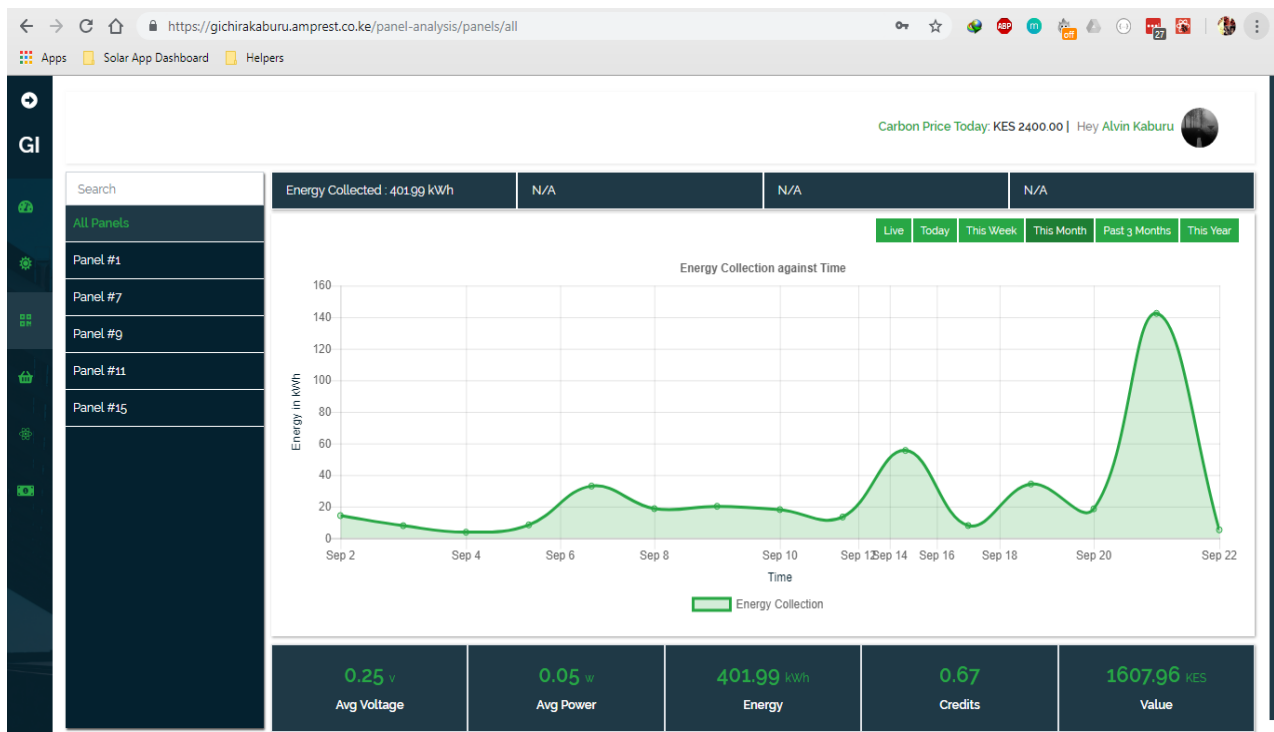 https://gichirakaburu.amprest.co.ke/panel-analysis/panels/all
ABP m off 27
Apps Solar App Dashboard Helpers
Carbon Price Today: KES 2400.00 | Hey Alvin Kaburu
GI
Search
All Panels
Panel #1
Panel #7
Panel #9
Panel #11
Panel #15
Energy Collected : 401.99 kWh N/A N/A N/A
Live Today This Week This Month Past 3 Months This Year
Energy Collection against Time
Energy in kWh
160
140
120
100
80
60
40
20
0
Sep 2 Sep 4 Sep 6 Sep 8 Sep 10 Sep 12 Sep 14 Sep 16 Sep 18 Sep 20 Sep 22
Time
Energy Collection
0.25 v 0.05 w 401.99 kWh 0.67 1607.96 KES
Avg Voltage Avg Power Energy Credits Value